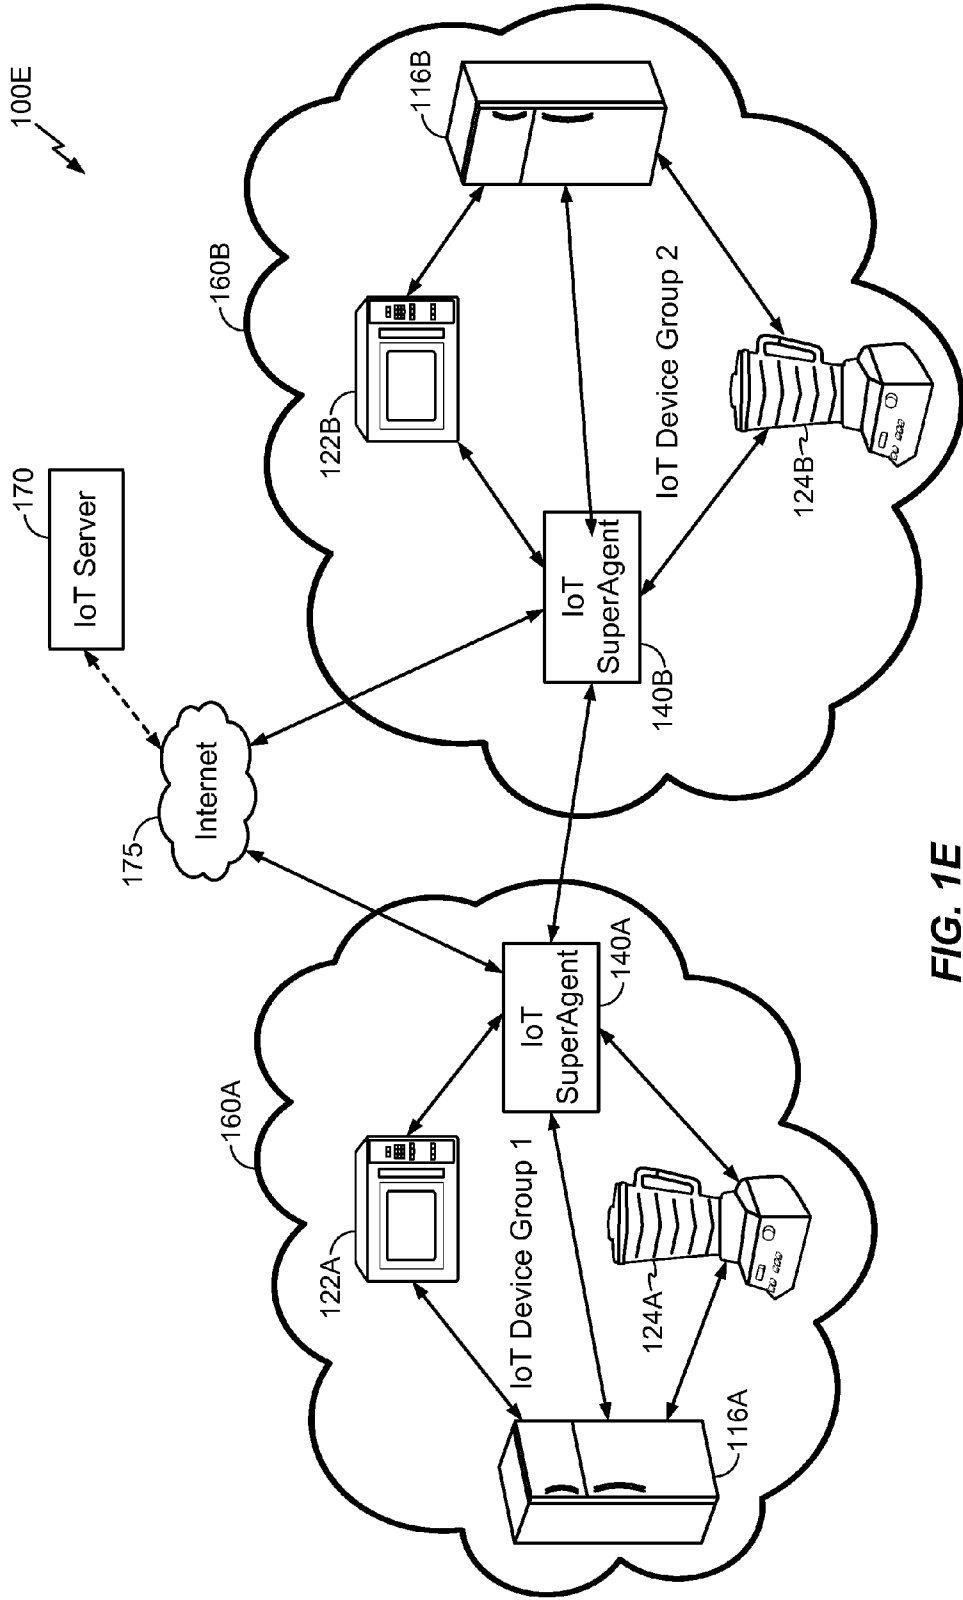 100E
170
IoT Server
175
Internet
160A
160B
122A
122B
116B
IoT
SuperAgent
140A
IoT
SuperAgent
140B
IoT Device Group 1
IoT Device Group 2
124A
124B
116A
FIG. 1E